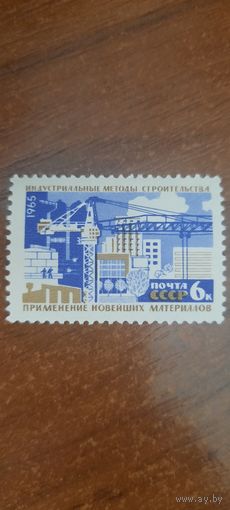 ИНДУСТРИАЛЬНЫЕ МЕТОДЫ СТРОИТЕЛЬСТВА
1965
ПОЧТА
СССР
6к
ПРИМЕНЕНИЕ НОВЕЙШИХ МАТЕРИАЛОВ
www.ay.by